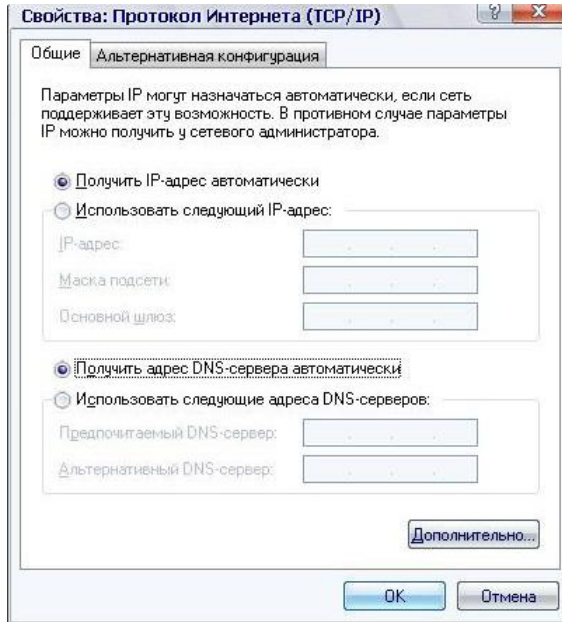 Свойства: Протокол Интернета (TCP/IP)
Общие Альтернативная конфигурация
Параметры IP могут назначаться автоматически, если сеть
поддерживает эту возможность. В противном случае параметры
IP можно получить у сетевого администратора.
Получить IP-адрес автоматически
Использовать следующий IP-адрес:
IP-адрес:
Маска подсети:
Основной шлюз:
Получить адрес DNS-сервера автоматически
Использовать следующие адреса DNS-серверов:
Предпочитаемый DNS-сервер:
Альтернативный DNS-сервер:
Дополнительно...
OK Отмена